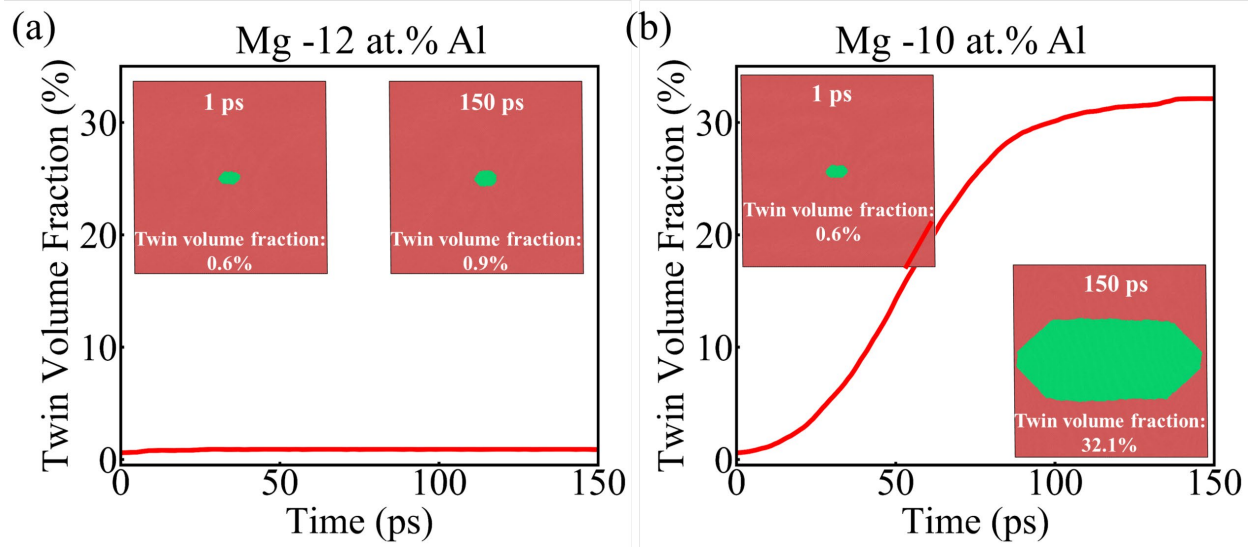 (a)
Mg -12 at.% Al
Twin Volume Fraction (%)
30
20
10
0
0
50
100
150
Time (ps)
1 ps
Twin volume fraction:
0.6%
150 ps
Twin volume fraction:
0.9%
(b)
Mg -10 at.% Al
Twin Volume Fraction (%)
30
20
10
0
0
50
100
150
Time (ps)
1 ps
Twin volume fraction:
0.6%
150 ps
Twin volume fraction:
32.1%